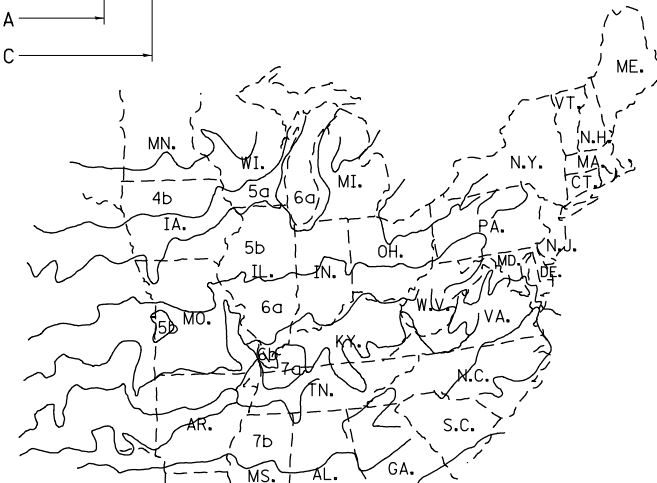 A
C
ME.
VT.
MN.
N.H.
WI.
N.Y.
MA.
MI.
CT.
4b
5a
6a
IA.
PA.
5b
OH.
N.J.
MD.
IL.
IN.
DE.
6a
W.V.
MO.
VA.
5b
KY.
6b
7a
N.C.
TN.
AR.
S.C.
7b
MS.
AL.
GA.